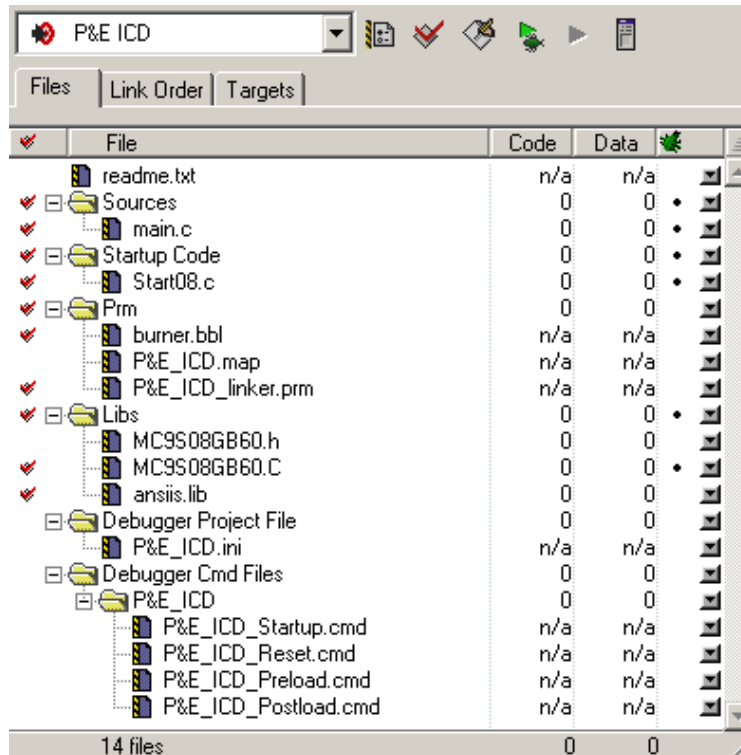 P&E ICD
Files Link Order Targets
File Code Data
readme.txt n/a n/a
Sources 0 0
main.c 0 0
Startup Code 0 0
Start08.c 0 0
Prm 0 0
burner.bbl n/a n/a
P&E_ICD.map n/a n/a
P&E_ICD_linker.prm n/a n/a
Libs 0 0
MC9S08GB60.h 0 0
MC9S08GB60.C 0 0
ansiis.lib 0 0
Debugger Project File 0 0
P&E_ICD.ini n/a n/a
Debugger Cmd Files 0 0
P&E_ICD 0 0
P&E_ICD_Startup.cmd n/a n/a
P&E_ICD_Reset.cmd n/a n/a
P&E_ICD_Preload.cmd n/a n/a
P&E_ICD_Postload.cmd n/a n/a
14 files 0 0